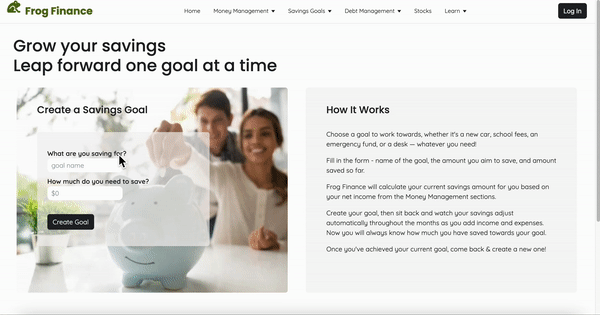 Frog Finance
Home Money Management Savings Goals Debt Management Stocks Learn Log In
Grow your savings
Leap forward one goal at a time
Create a Savings Goal
What are you saving for?
goal name
How much do you need to save?
$0
Create Goal
How It Works
Choose a goal to work towards, whether it's a new car, school fees, an
emergency fund, or a desk — whatever you need!
Fill in the form - name of the goal, the amount you aim to save, and amount
saved so far.
Frog Finance will calculate your current savings amount for you based on
your net income from the Money Management sections.
Create your goal, then sit back and watch your savings adjust
automatically throughout the months as you add income and expenses.
Now you will always know how much you have saved towards your goal.
Once you've achieved your current goal, come back & create a new one!